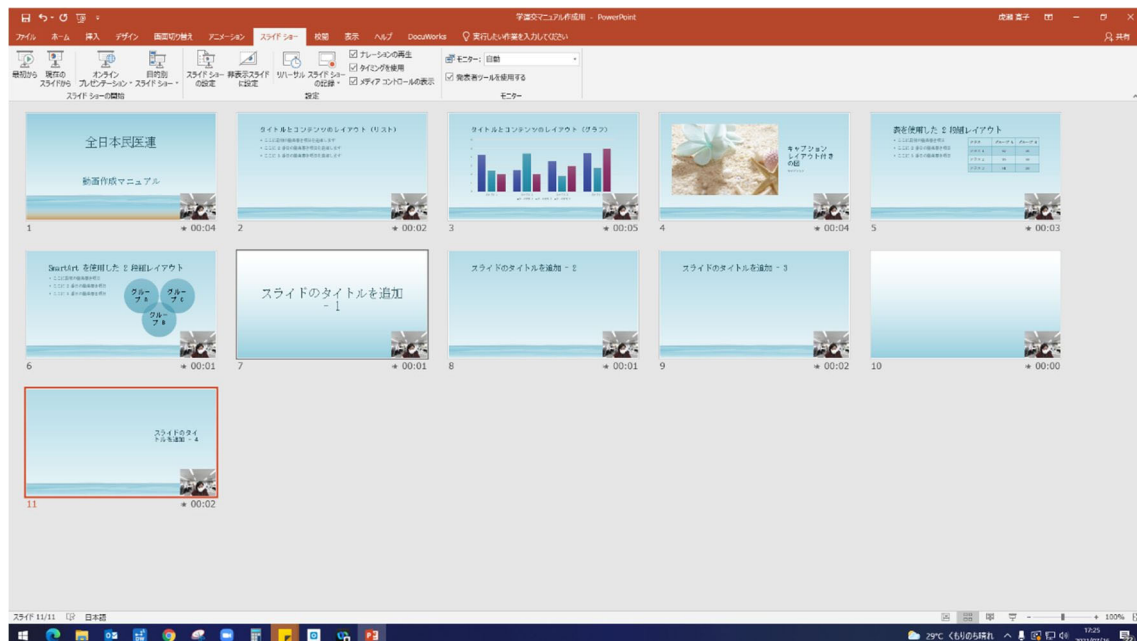 学運交マニュアル作成用 - PowerPoint
ファイル ホーム 挿入 デザイン 画面切り替え アニメーション スライド ショー 校閲 表示 ヘルプ DocuWorks 実行したい作業を入力してください 共有
最初から 現在のスライドから オンライン プレゼンテーション 目的別 スライド ショー スライド ショーの設定 非表示スライドに設定 リハーサル スライド ショーの記録
ナレーションの再生
タイミングを使用
メディア コントロールの表示
モニター: 自動
発表者ツールを使用する
スライド ショーの開始 設定 モニター
全日本民医連
動画作成マニュアル
1 00:04
タイトルとコンテンツのレイアウト (リスト)
2 00:02
タイトルとコンテンツのレイアウト (グラフ)
3 00:05
キャプション
レイアウト付き
の図
4 00:04
表を使用した 2 段組レイアウト
5 00:03
SmartArt を使用した 2 段組レイアウト
グループ A
グループ C
グループ B
6 00:01
スライドのタイトルを追加
- 1
7 00:01
スライドのタイトルを追加 - 2
8 00:01
スライドのタイトルを追加 - 3
9 00:02
10 00:00
スライドのタイ
トルを追加 - 4
11 00:02
スライド 11/11 日本語 100%
29°C くもりのち晴れ 17:25